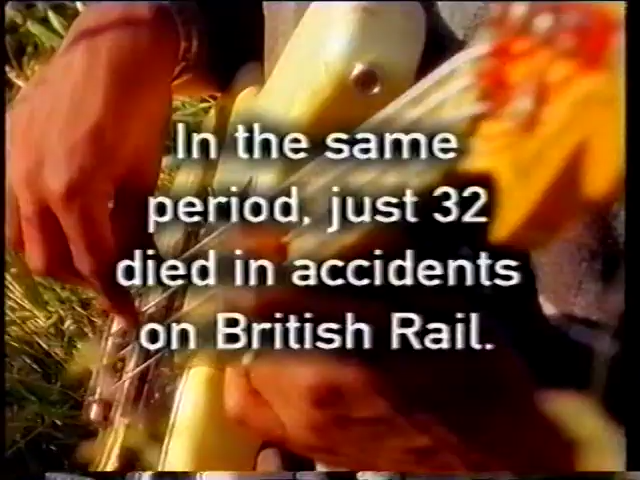 In the same
period, just 32
died in accidents
on British Rail.